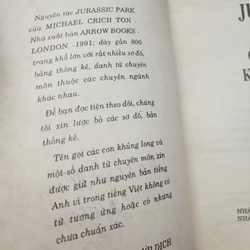 Nguyên tác JURASSIC PARK
của MICHAEL CRICH TON .
Nhà xuất bản ARROW BOOKS .
LONDON -1991; dày gần 800
trang khổ lớn với rất nhiều sơ đồ,
bảng thống kê, danh từ chuyên
môn thuộc các chuyên ngành
khác nhau.
Để bạn đọc tiện theo dõi, chúng
tôi xin lược bỏ các sơ đồ, bản
thống kê.
Tên gọi các con khủng long và
một-số danh từ chuyên môn xin
được giữ như nguyên bản tiếng
Anh vì trong tiếng Việt không có
từ tương ứng hoặc có nhưng
chưa chuẩn xác.
DỊCH
JU
K
NHÀ